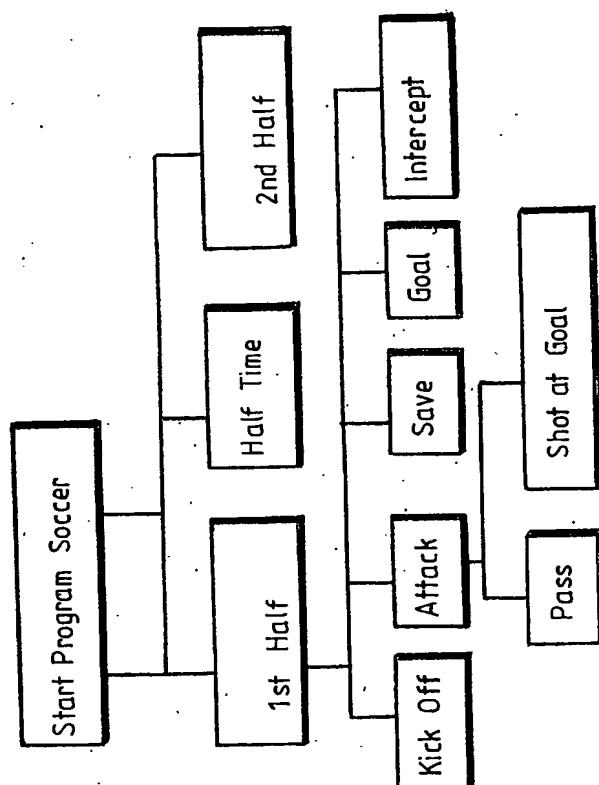 Start Program Soccer
1st Half
Half Time
2nd Half
Kick Off
Attack
Save
Goal
Intercept
Pass
Shot at Goal